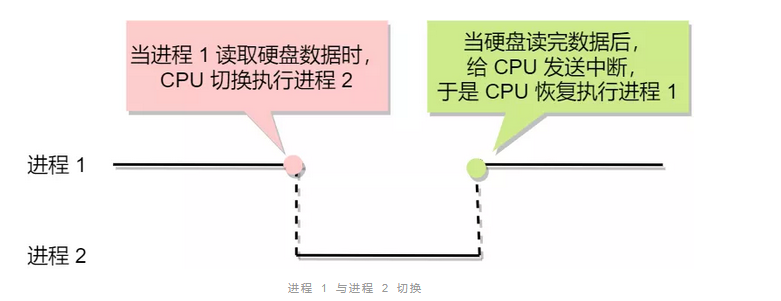 当进程 1 读取硬盘数据时，
CPU 切换执行进程 2
当硬盘读完数据后，
给 CPU 发送中断，
于是 CPU 恢复执行进程 1
进程 1
进程 2
进程 1 与进程 2 切换